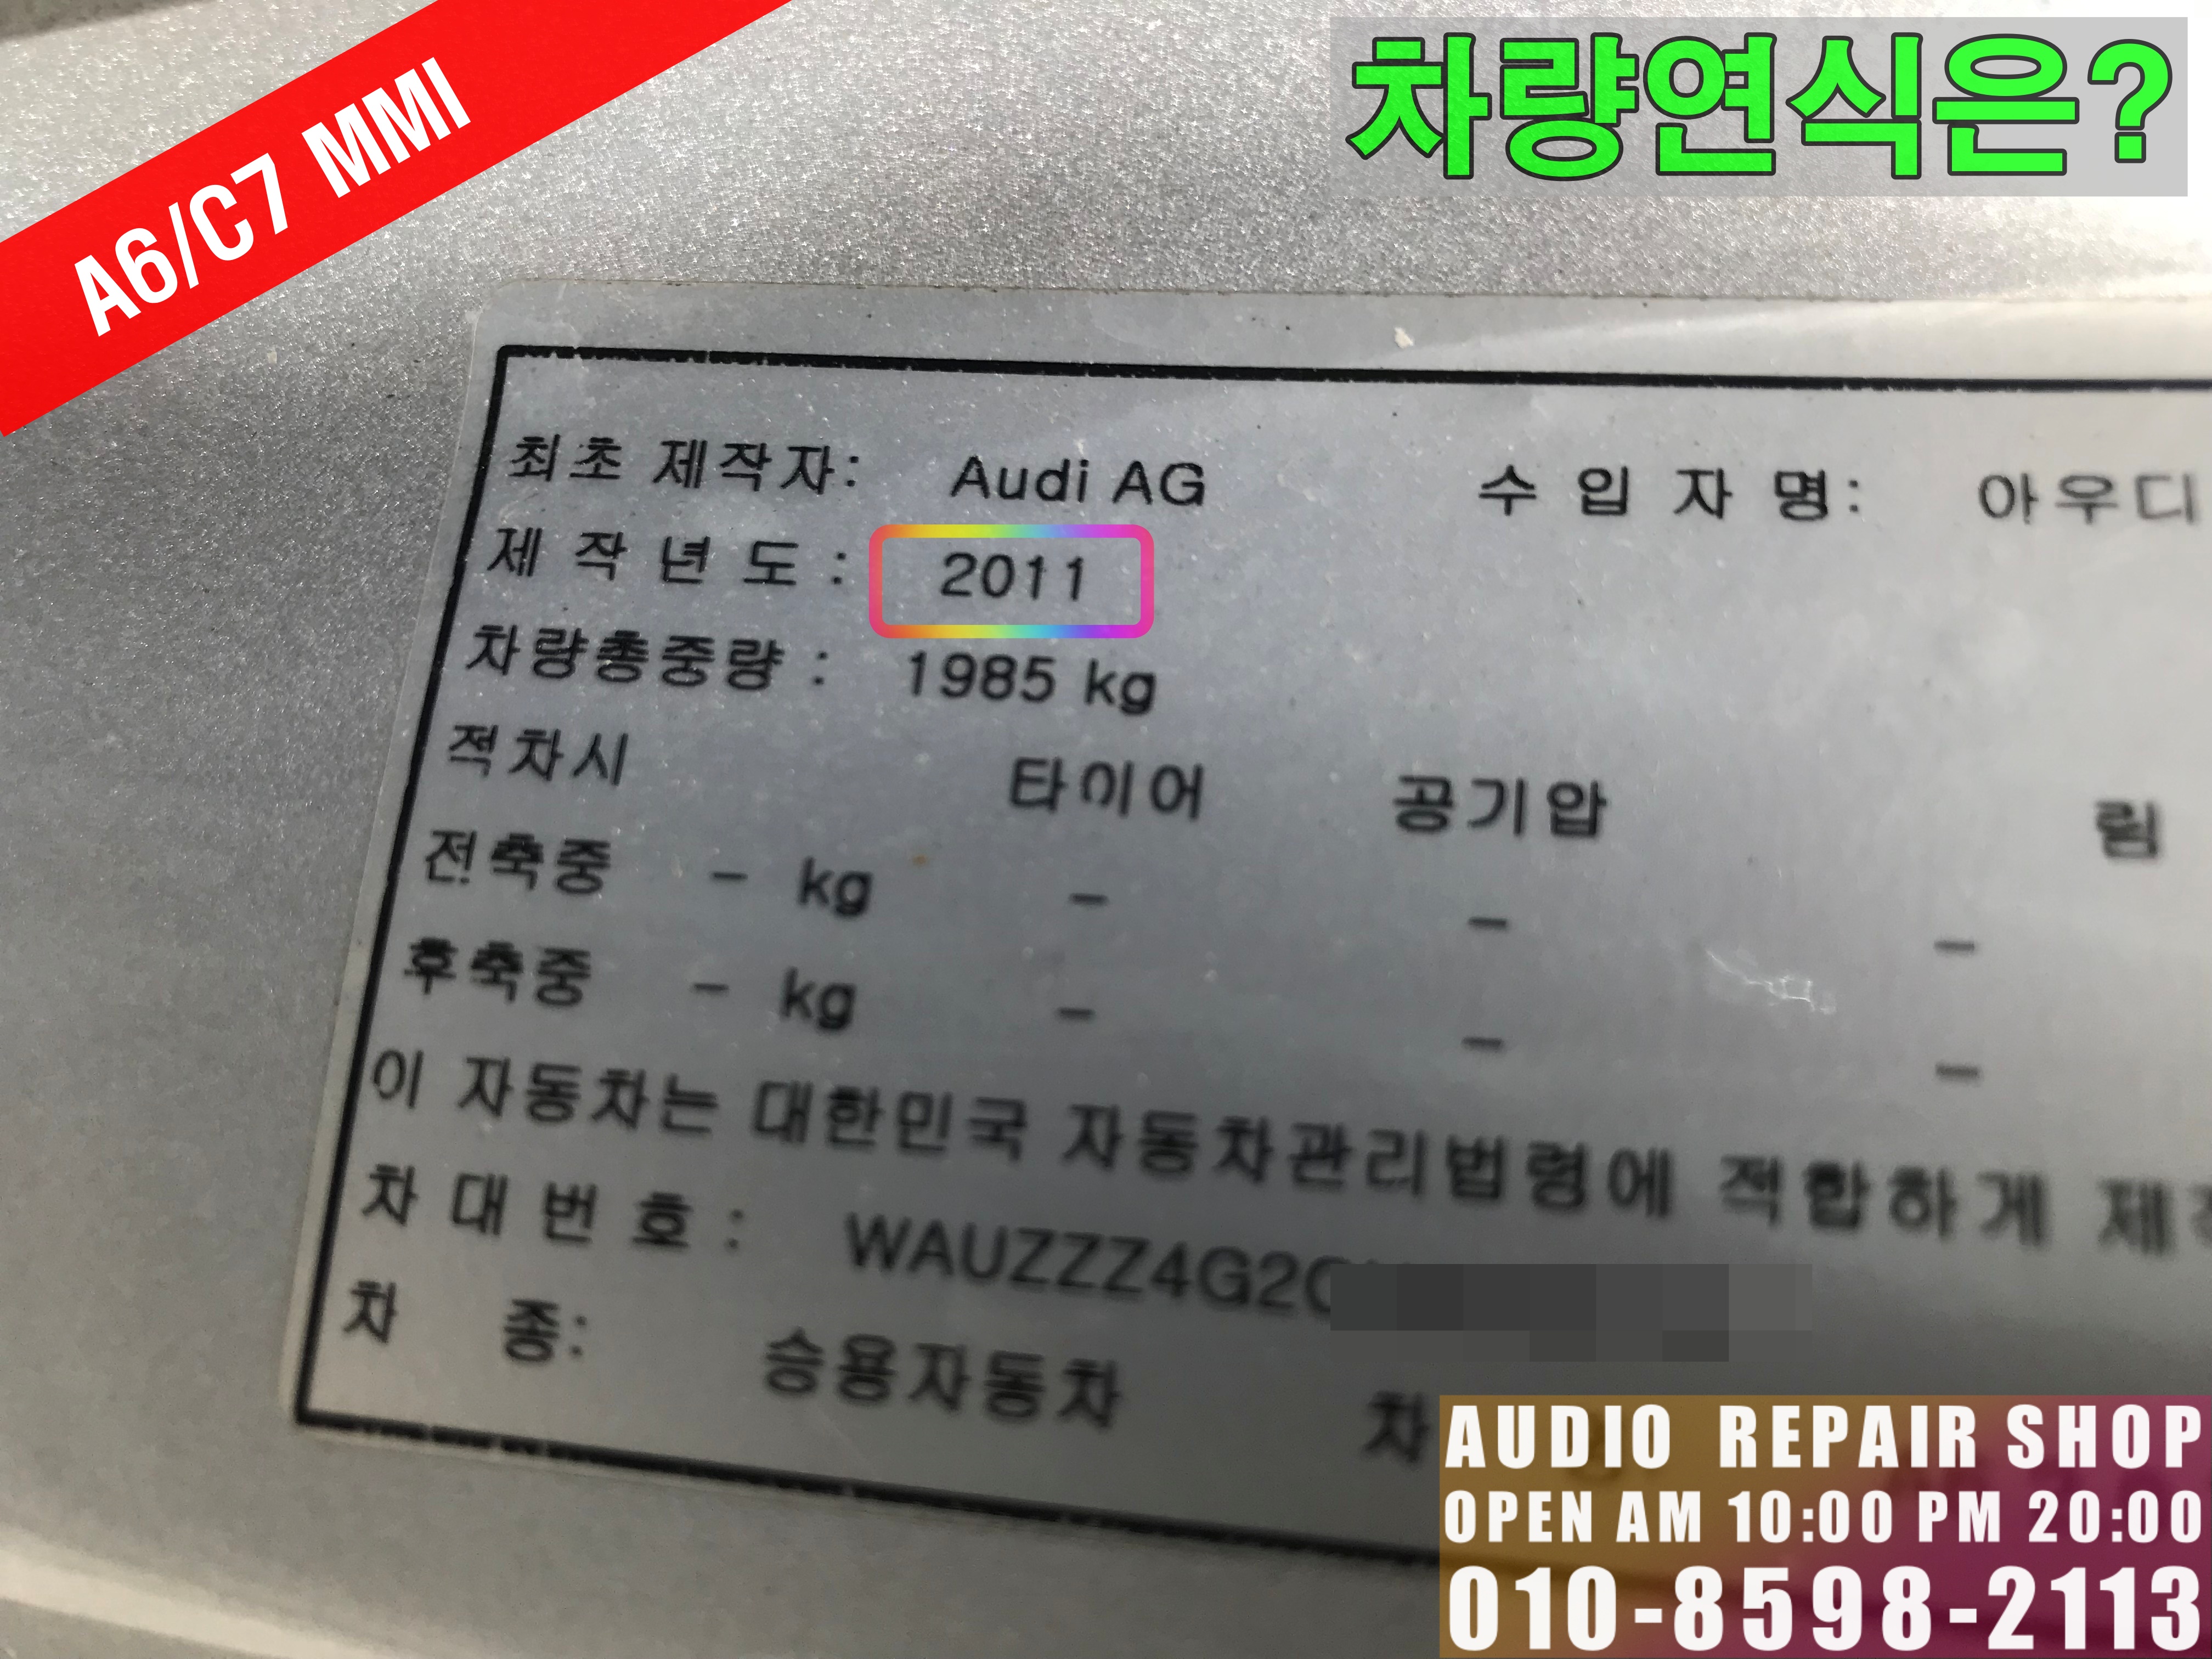 A6/C7 MMI
차량연식은?
최초 제작자: Audi AG 수 입 자 명: 아우디
제 작 년 도 : 2011
차량총중량 : 1985 kg
적차시 타이어 공기압 림
전축중 - kg - - -
후축중 - kg - - -
이 자동차는 대한민국 자동차관리법령에 적합하게
차 대 번 호 : WAUZZZ4G2
차 종: 승용자동차 차
AUDIO REPAIR SHOP
OPEN AM 10:00 PM 20:00
010-8598-2113